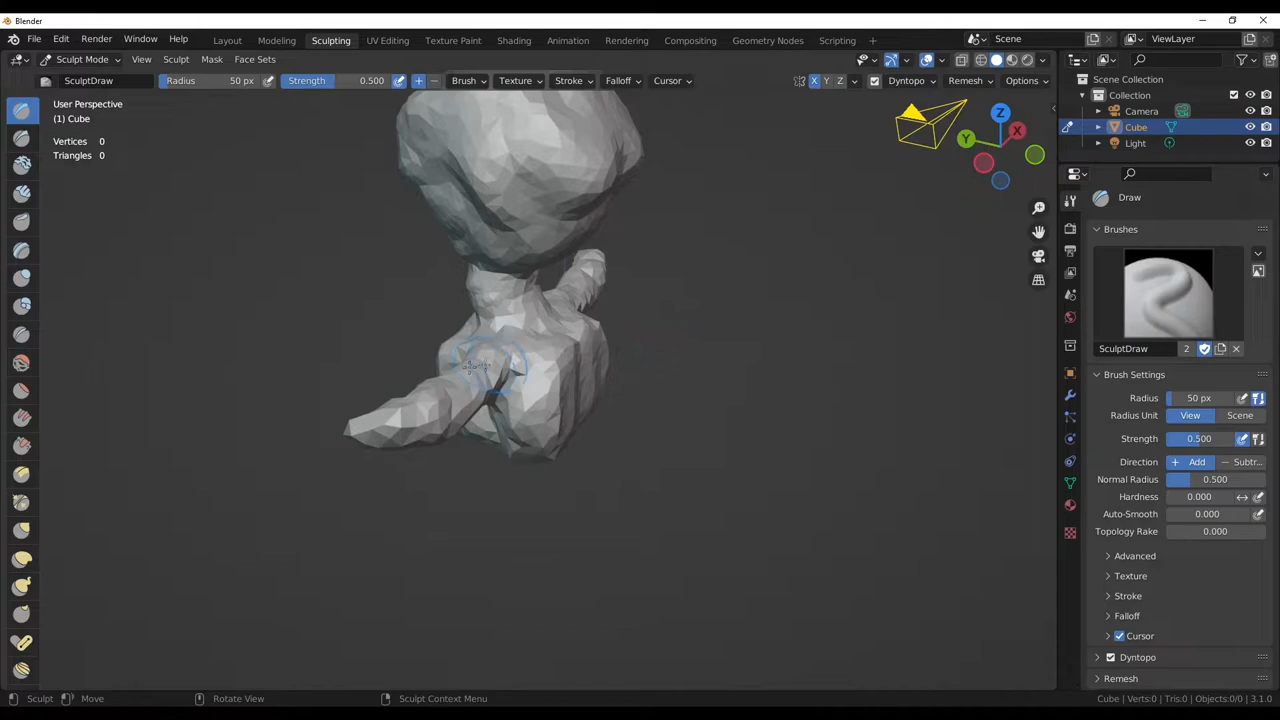 Blender
File Edit Render Window Help Layout Modeling Sculpting UV Editing Texture Paint Shading Animation Rendering Compositing Geometry Nodes Scripting Scene ViewLayer
Sculpt Mode View Sculpt Mask Face Sets
SculptDraw Radius 50 px Strength 0.500 Brush Texture Stroke Falloff Cursor X Y Z Dyntopo Remesh Options
User Perspective
(1) Cube
Vertices 0
Triangles 0
Z
X
Y
Scene Collection
Collection
Camera
Cube
Light
Draw
Brushes
SculptDraw 2
Brush Settings
Radius 50 px
Radius Unit View Scene
Strength 0.500
Direction + Add − Subtr...
Normal Radius 0.500
Hardness 0.000
Auto-Smooth 0.000
Topology Rake 0.000
Advanced
Texture
Stroke
Falloff
Cursor
Dyntopo
Remesh
Sculpt Move Rotate View Sculpt Context Menu Cube | Verts:0 | Tris:0 | Objects:0/0 | 3.1.0